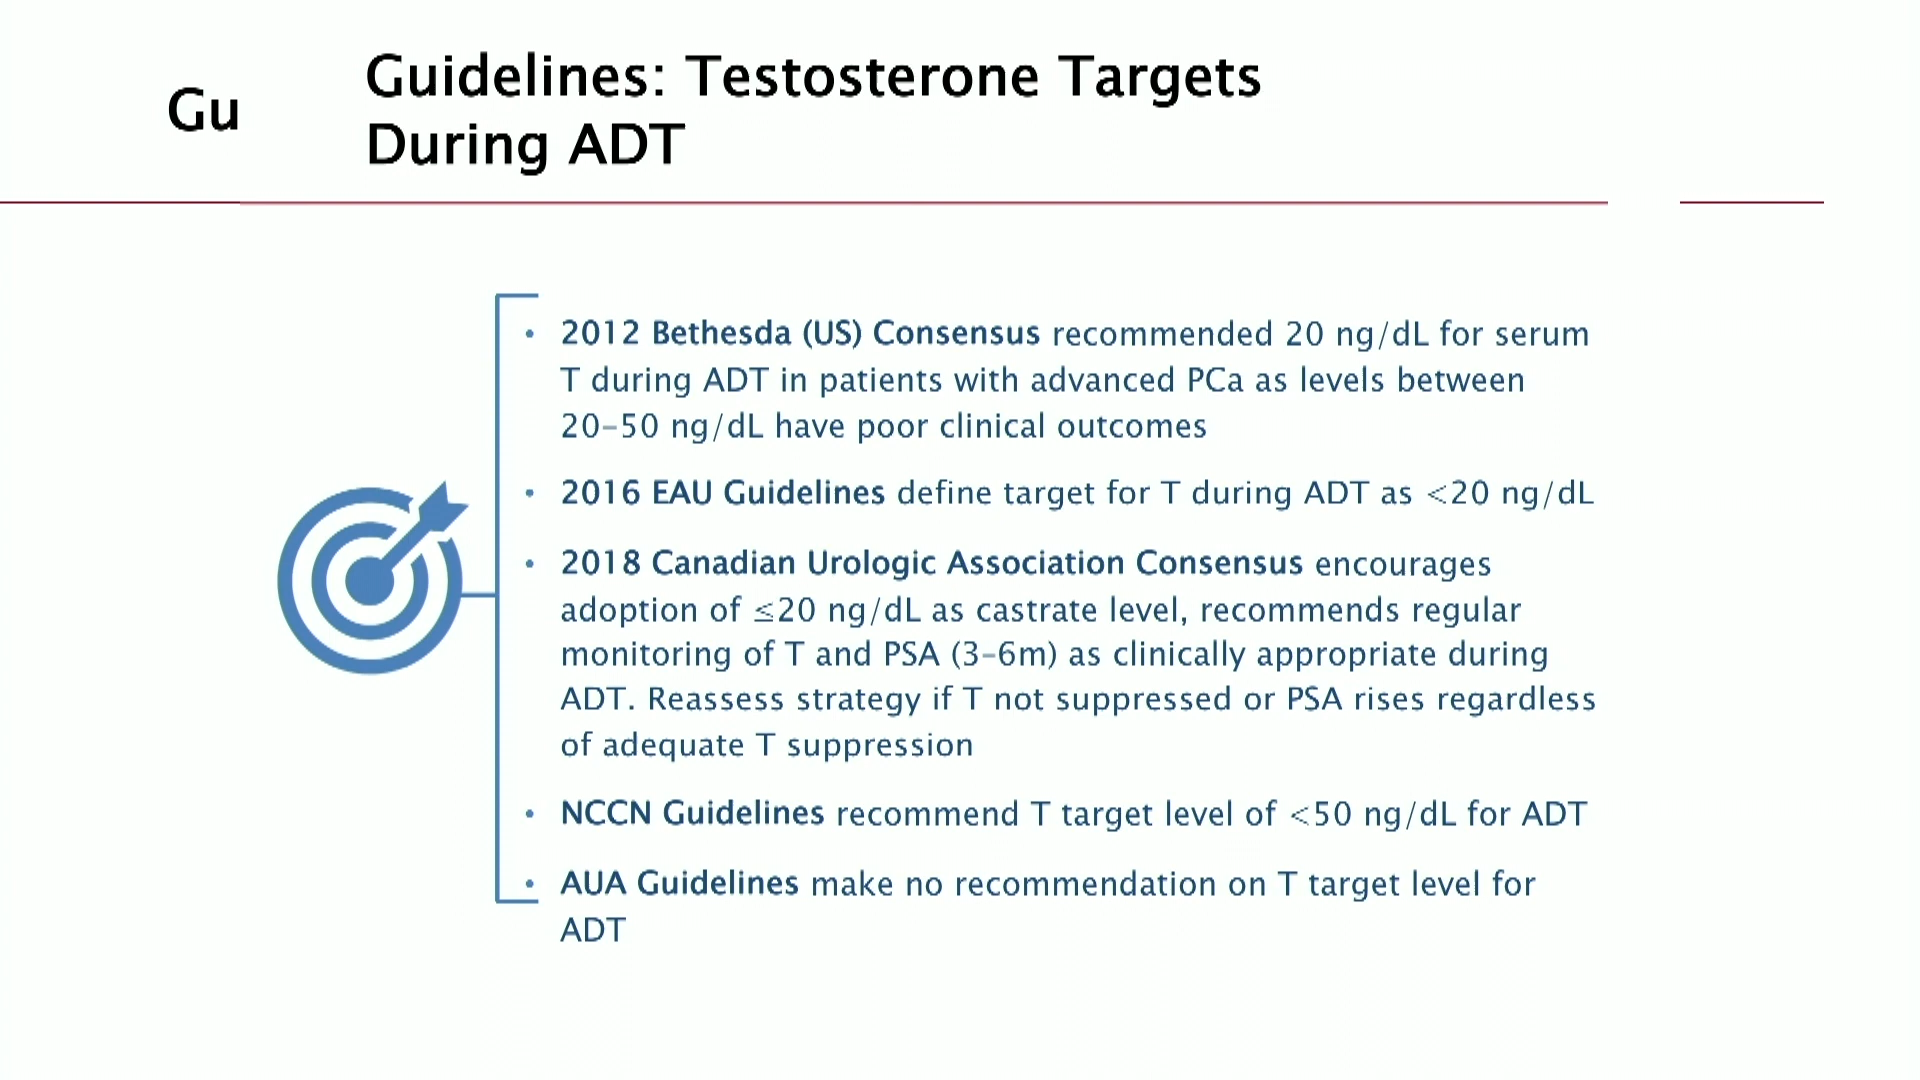 Gu
Guidelines: Testosterone Targets
During ADT
• 2012 Bethesda (US) Consensus recommended 20 ng/dL for serum
T during ADT in patients with advanced PCa as levels between
20–50 ng/dL have poor clinical outcomes
• 2016 EAU Guidelines define target for T during ADT as <20 ng/dL
• 2018 Canadian Urologic Association Consensus encourages
adoption of ≤20 ng/dL as castrate level, recommends regular
monitoring of T and PSA (3–6m) as clinically appropriate during
ADT. Reassess strategy if T not suppressed or PSA rises regardless
of adequate T suppression
• NCCN Guidelines recommend T target level of <50 ng/dL for ADT
• AUA Guidelines make no recommendation on T target level for
ADT